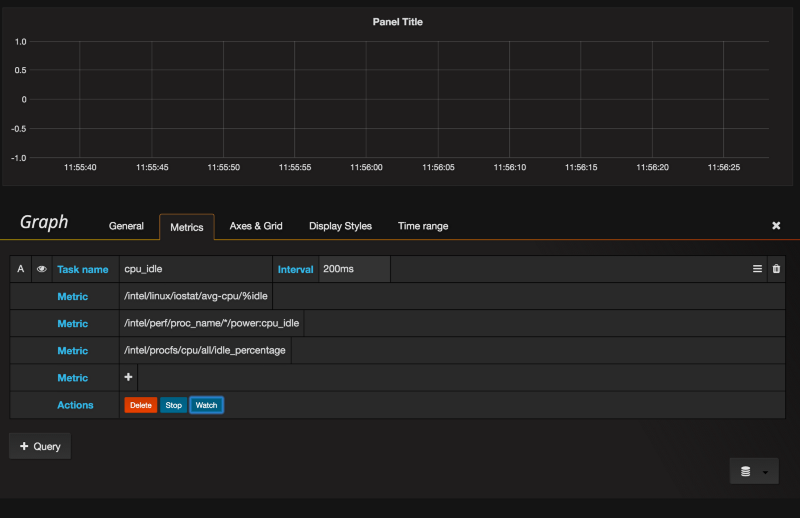 Panel Title
1.0
0.5
0
-0.5
-1.0
11:55:40 11:55:45 11:55:50 11:55:55 11:56:00 11:56:05 11:56:10 11:56:15 11:56:20 11:56:25
Graph General Metrics Axes & Grid Display Styles Time range
A Task name cpu_idle Interval 200ms
Metric /intel/linux/iostat/avg-cpu/%idle
Metric /intel/perf/proc_name/*/power:cpu_idle
Metric /intel/procfs/cpu/all/idle_percentage
Metric +
Actions Delete Stop Watch
+ Query